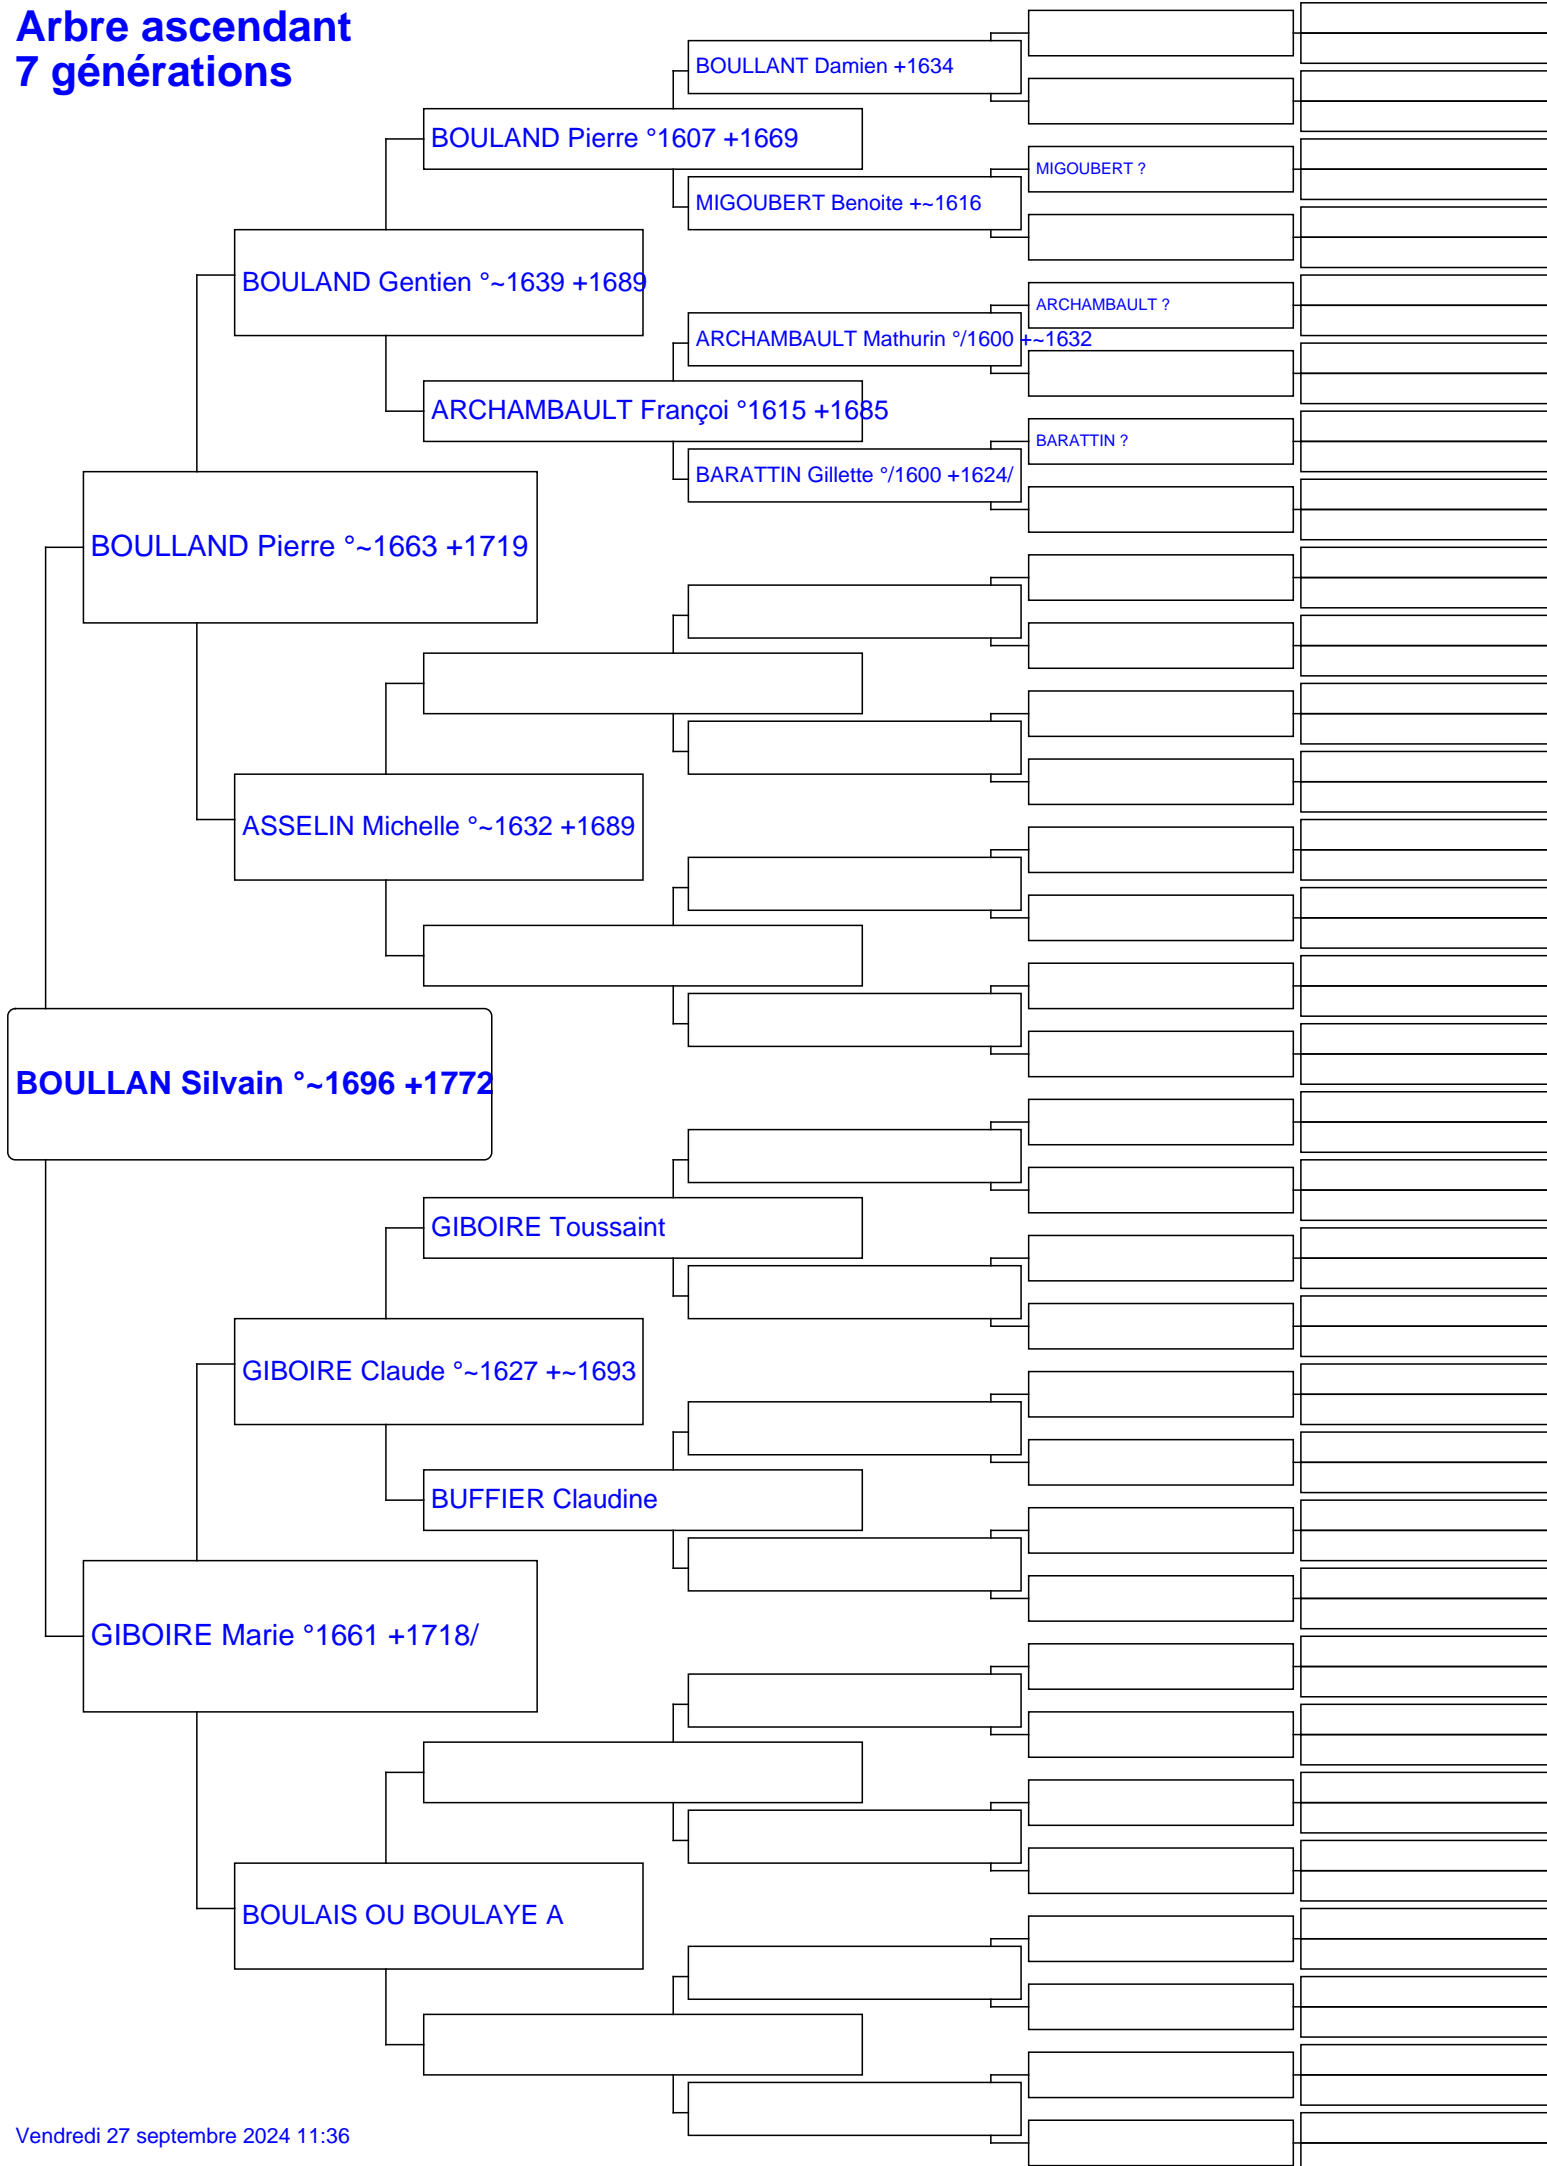 Arbre ascendant
7 générations
BOULLANT Damien +1634
BOULAND Pierre °1607 +1669
MIGOUBERT ?
MIGOUBERT Benoite +~1616
BOULAND Gentien °~1639 +1689
ARCHAMBAULT ?
ARCHAMBAULT Mathurin °/1600 +~1632
ARCHAMBAULT Françoi °1615 +1685
BARATTIN ?
BARATTIN Gillette °/1600 +1624/
BOULLAND Pierre °~1663 +1719
ASSELIN Michelle °~1632 +1689
BOULLAN Silvain °~1696 +1772
GIBOIRE Toussaint
GIBOIRE Claude °~1627 +~1693
BUFFIER Claudine
GIBOIRE Marie °1661 +1718/
BOULAIS OU BOULAYE A
Vendredi 27 septembre 2024 11:36